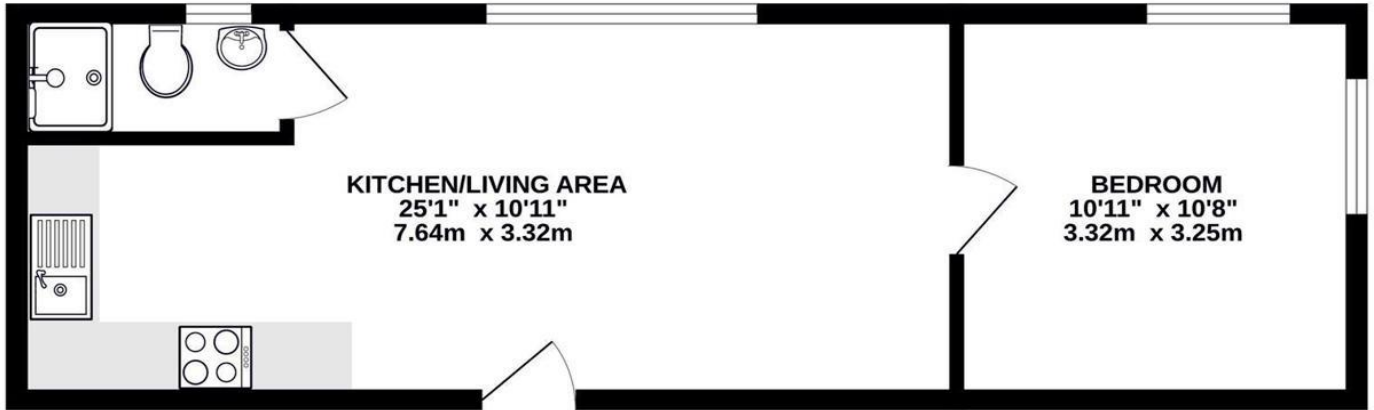 KITCHEN/LIVING AREA
25'1" x 10'11"
7.64m x 3.32m
BEDROOM
10'11" x 10'8"
3.32m x 3.25m